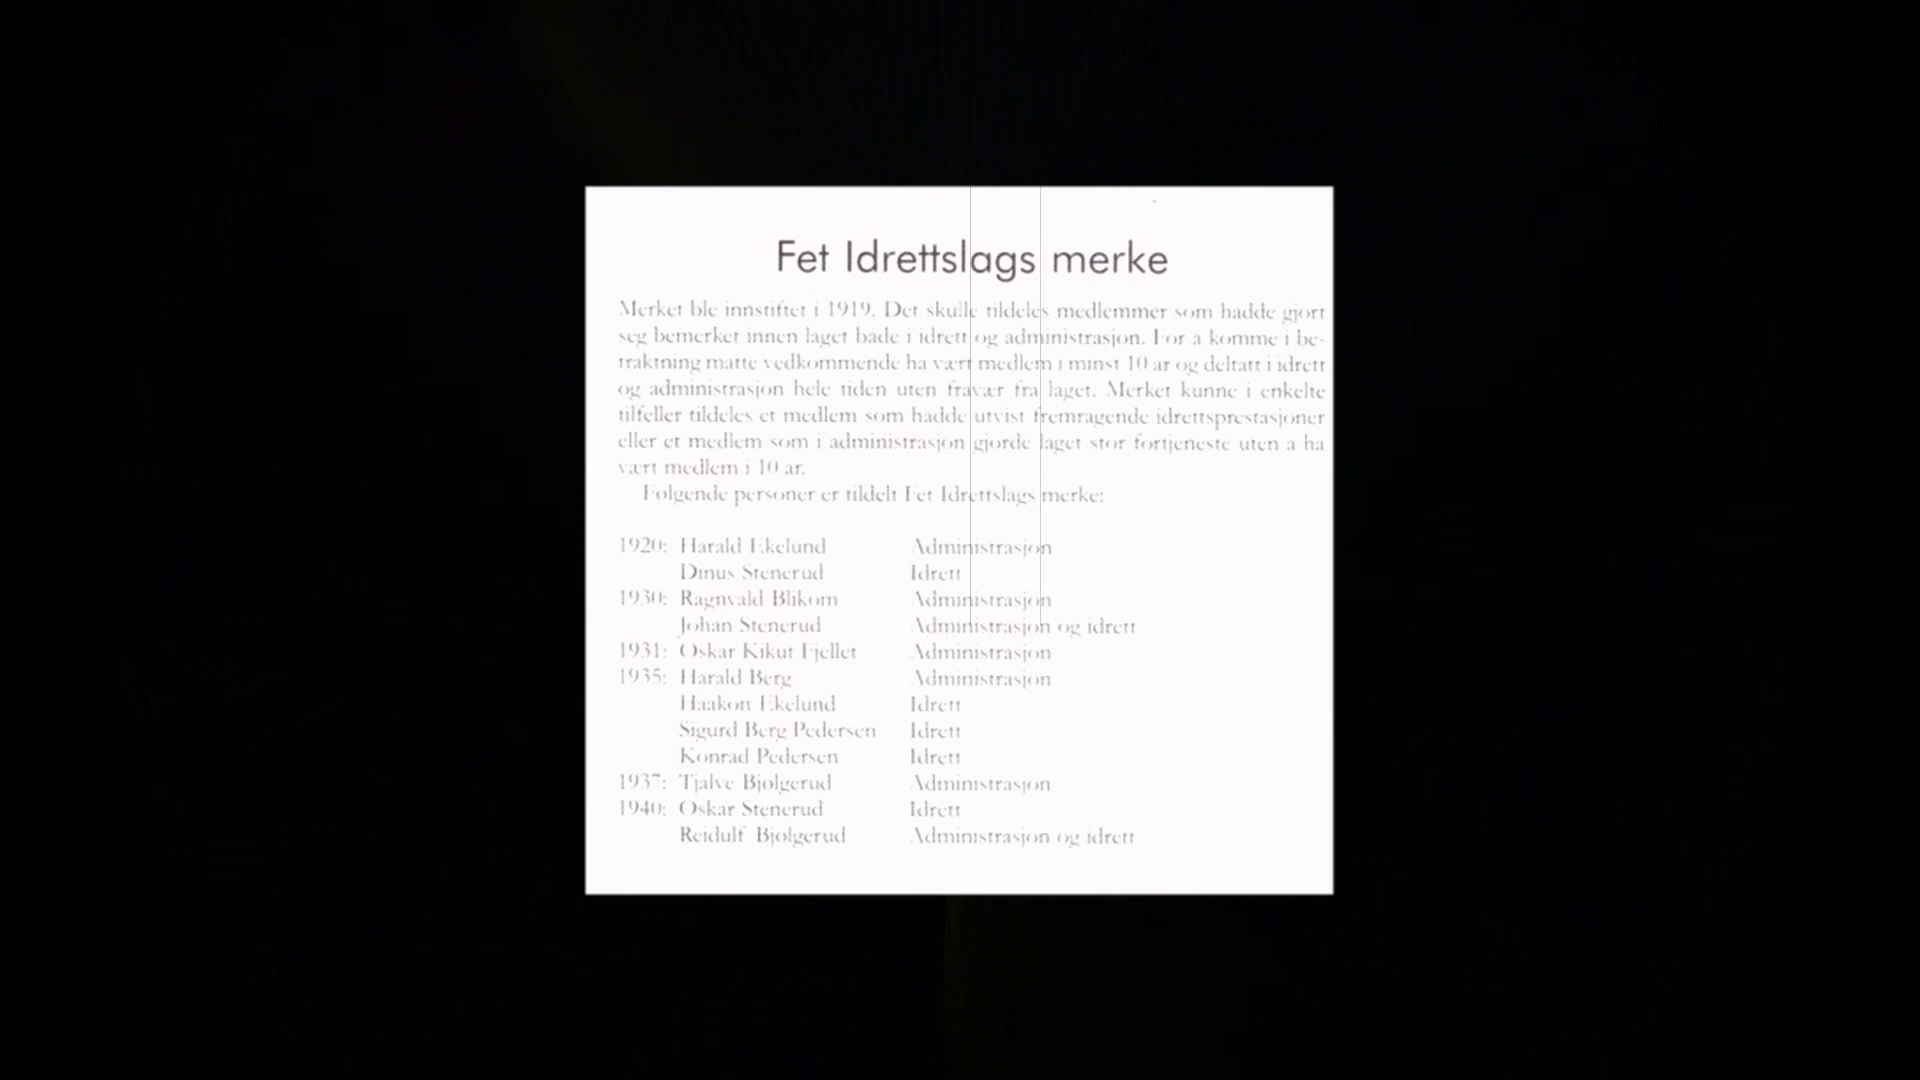 Fet Idrettslags merke
Merket ble innstiftet i 1919. Det skulle tildeles medlemmer som hadde gjort
seg bemerket innen laget både i idrett og administrasjon. For å komme i be-
traktning måtte vedkommende ha vært medlem i minst 10 år og deltatt i idrett
og administrasjon hele tiden uten fravær fra laget. Merket kunne i enkelte
tilfeller tildeles et medlem som hadde utvist fremragende idrettsprestasjoner
eller et medlem som i administrasjon gjorde laget stor fortjeneste uten å ha
vært medlem i 10 år.
Følgende personer er tildelt Fet Idrettslags merke:
1920: Harald Ekelund Administrasjon
Dinus Stenerud Idrett
1930: Ragnvald Blikom Administrasjon
Johan Stenerud Administrasjon og idrett
1931: Oskar Kikut Fjellet Administrasjon
1935: Harald Berg Administrasjon
Haakon Ekelund Idrett
Sigurd Berg Pedersen Idrett
Konrad Pedersen Idrett
1937: Tjalve Bjølgerud Administrasjon
1940: Oskar Stenerud Idrett
Reidulf Bjølgerud Administrasjon og idrett